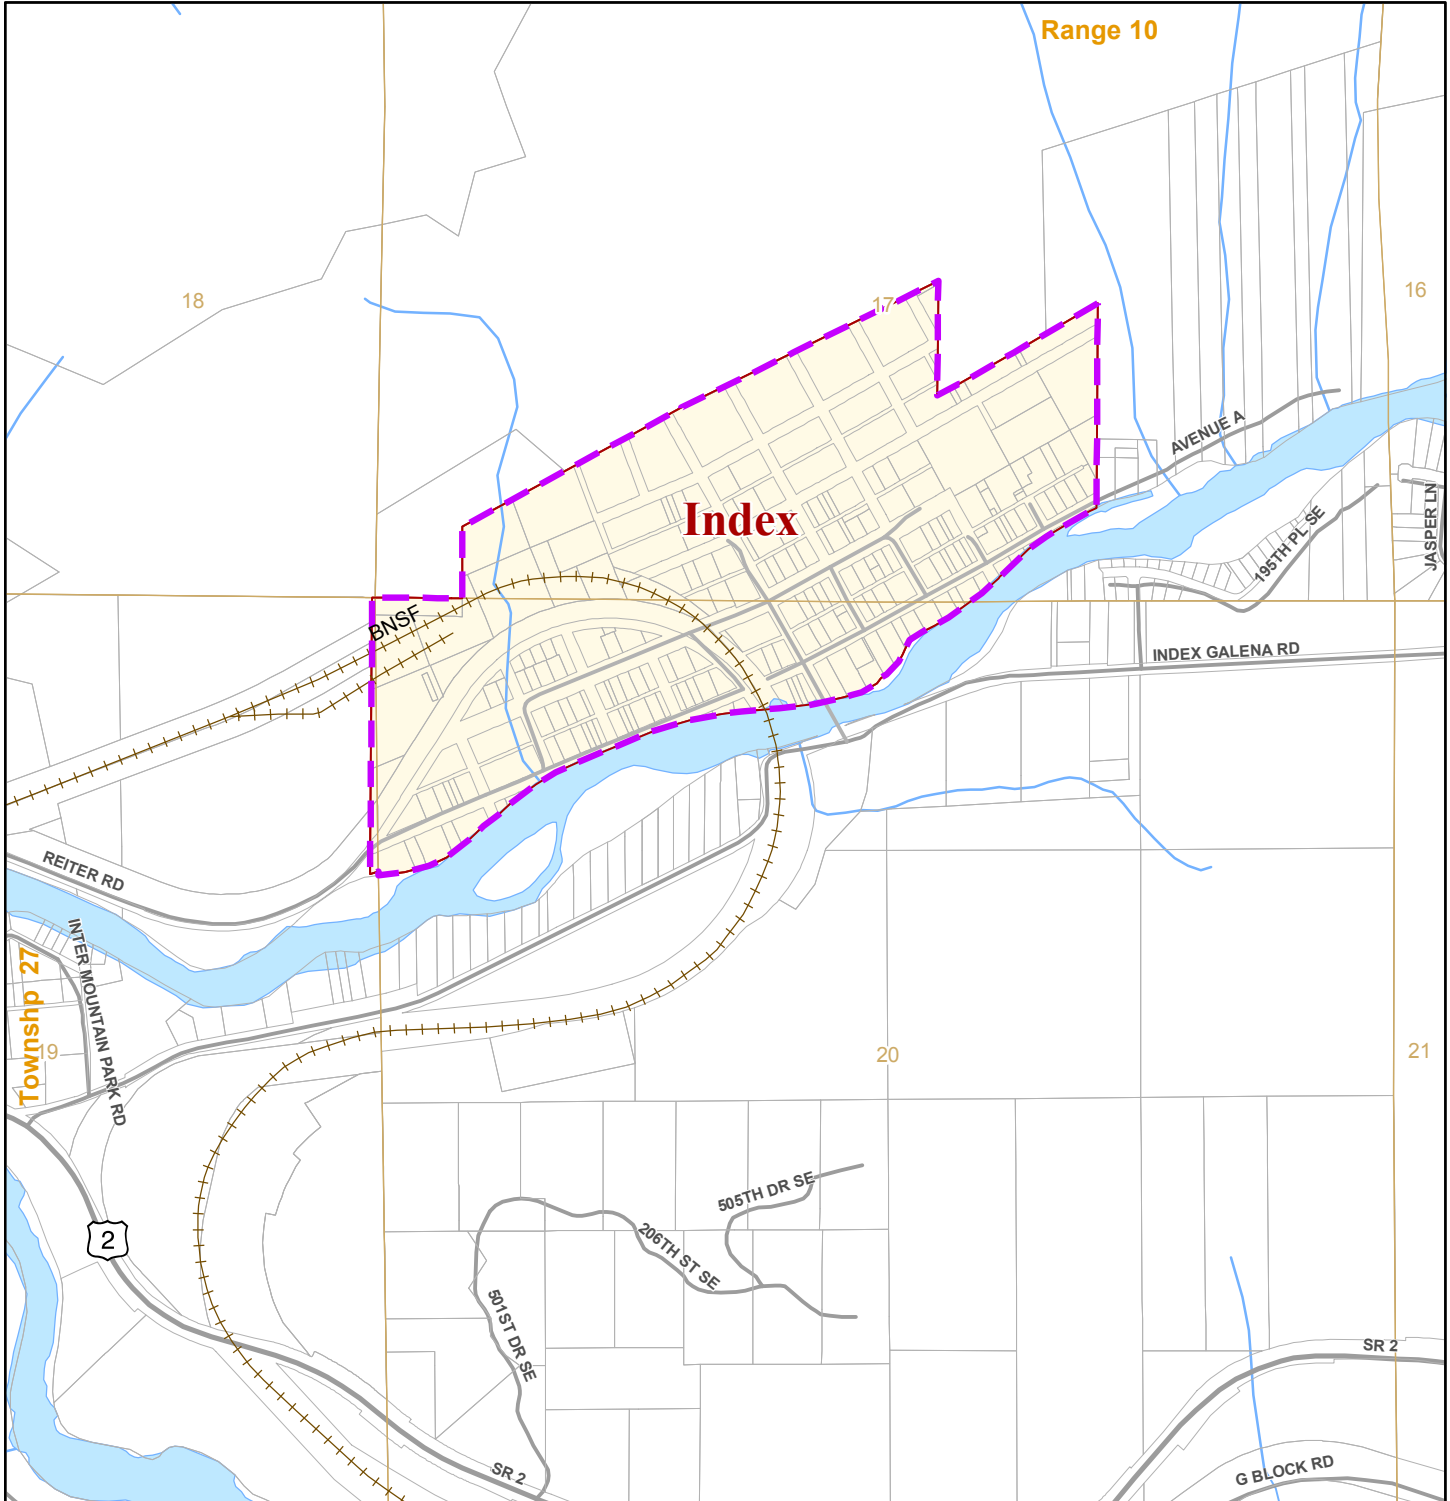 Range 10
18
17
16
AVENUE A
Index
195TH PL SE
JASPER LN
BNSF
INDEX GALENA RD
REITER RD
INTER MOUNTAIN PARK RD
Townshp 27
19
20
21
505TH DR SE
206TH ST SE
2
501ST DR SE
SR 2
SR 2
G BLOCK RD